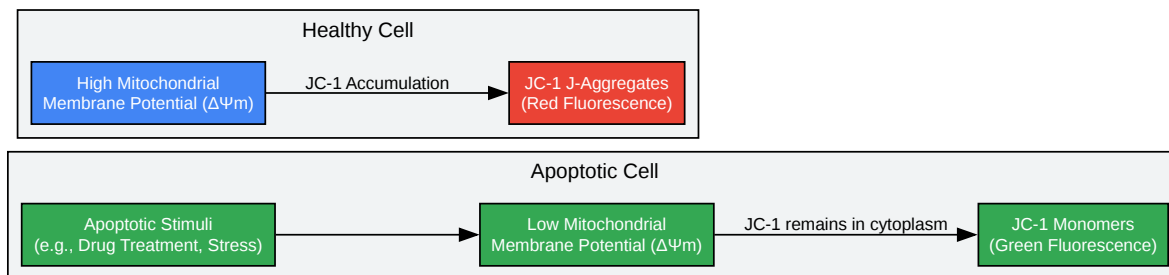 Healthy Cell
High Mitochondrial
Membrane Potential (ΔΨm)
JC-1 Accumulation
JC-1 J-Aggregates
(Red Fluorescence)
Apoptotic Cell
Apoptotic Stimuli
(e.g., Drug Treatment, Stress)
Low Mitochondrial
Membrane Potential (ΔΨm)
JC-1 remains in cytoplasm
JC-1 Monomers
(Green Fluorescence)